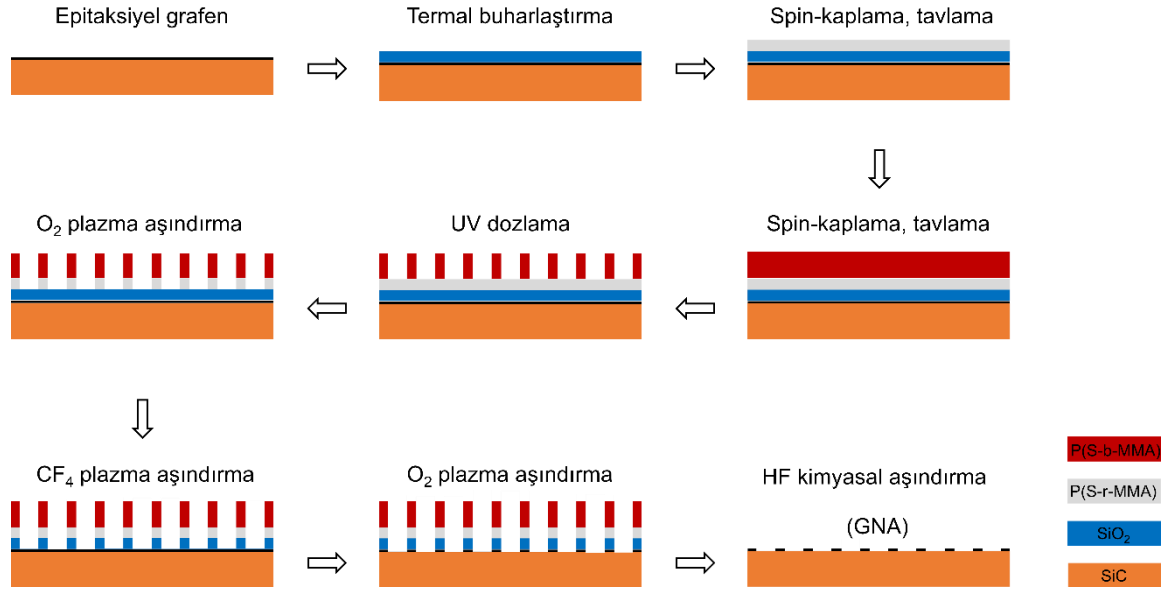 Epitaksiyel grafen
Termal buharlaştırma
Spin-kaplama, tavlama
O₂ plazma aşındırma
UV dozlama
Spin-kaplama, tavlama
CF₄ plazma aşındırma
O₂ plazma aşındırma
HF kimyasal aşındırma
(GNA)
P(S-b-MMA)
P(S-r-MMA)
SiO₂
SiC